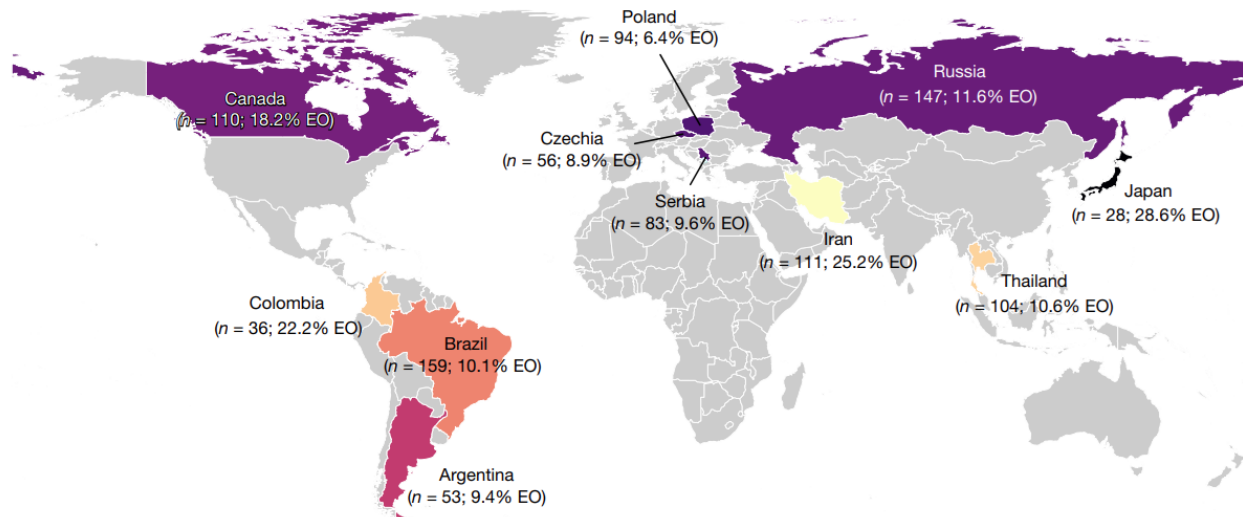 Poland
(n = 94; 6.4% EO)
Russia
(n = 147; 11.6% EO)
Canada
(n = 110; 18.2% EO)
Czechia
(n = 56; 8.9% EO)
Serbia
(n = 83; 9.6% EO)
Japan
(n = 28; 28.6% EO)
Iran
(n = 111; 25.2% EO)
Thailand
(n = 104; 10.6% EO)
Colombia
(n = 36; 22.2% EO)
Brazil
(n = 159; 10.1% EO)
Argentina
(n = 53; 9.4% EO)